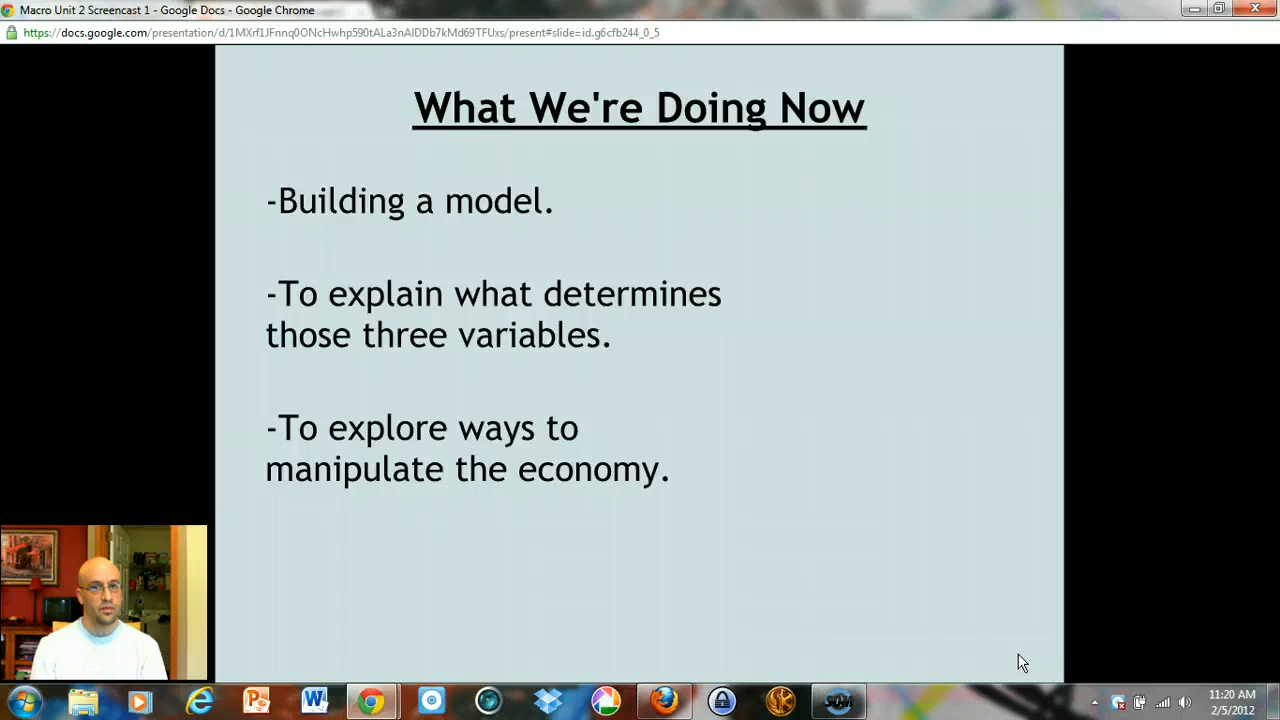 Macro Unit 2 Screencast 1 - Google Docs - Google Chrome
https://docs.google.com/presentation/d/1MXrf1JFnnq0ONcHwhp590tALa3nAlDDb7kMd69TFUxs/present#slide=id.g6cfb244_0_5
What We're Doing Now
-Building a model.
-To explain what determines
those three variables.
-To explore ways to
manipulate the economy.
11:20 AM
2/5/2012